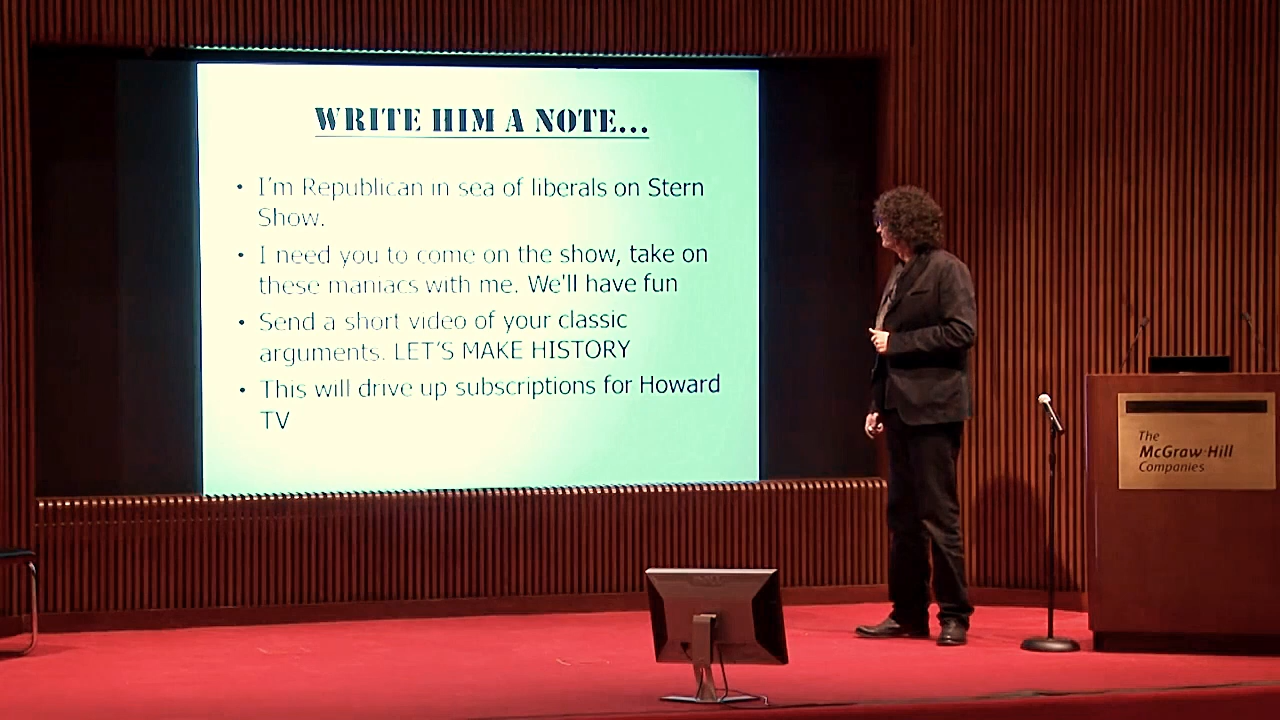 WRITE HIM A NOTE...
• I'm Republican in sea of liberals on Stern
Show.
• I need you to come on the show, take on
these maniacs with me. We'll have fun
• Send a short video of your classic
arguments. LET'S MAKE HISTORY
• This will drive up subscriptions for Howard
TV
The
McGraw·Hill
Companies